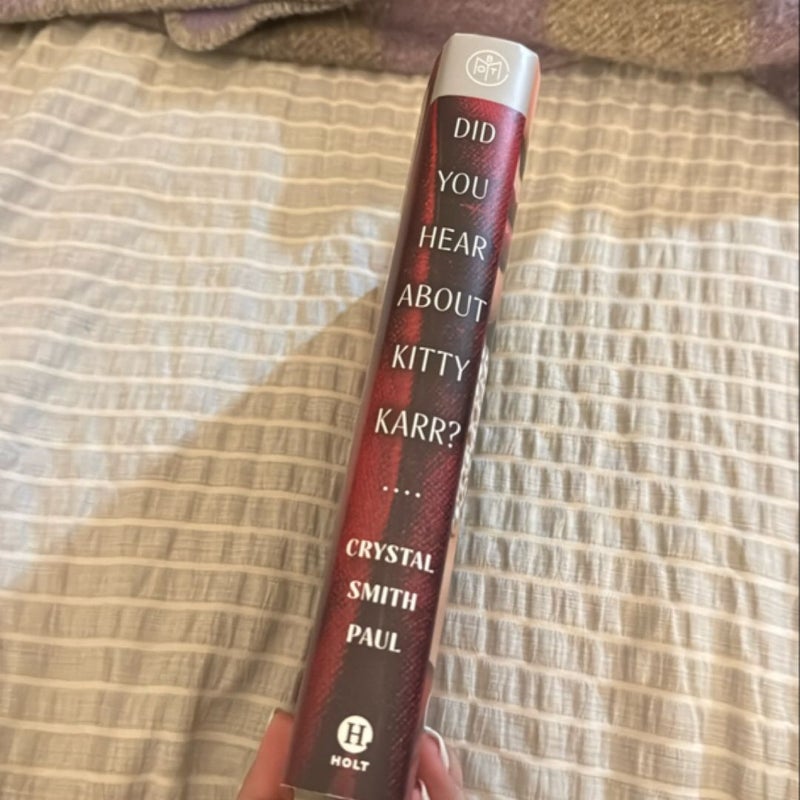 B
O T
M
DID
YOU
HEAR
ABOUT
KITTY
KARR?
....
CRYSTAL
SMITH
PAUL
H
HOLT